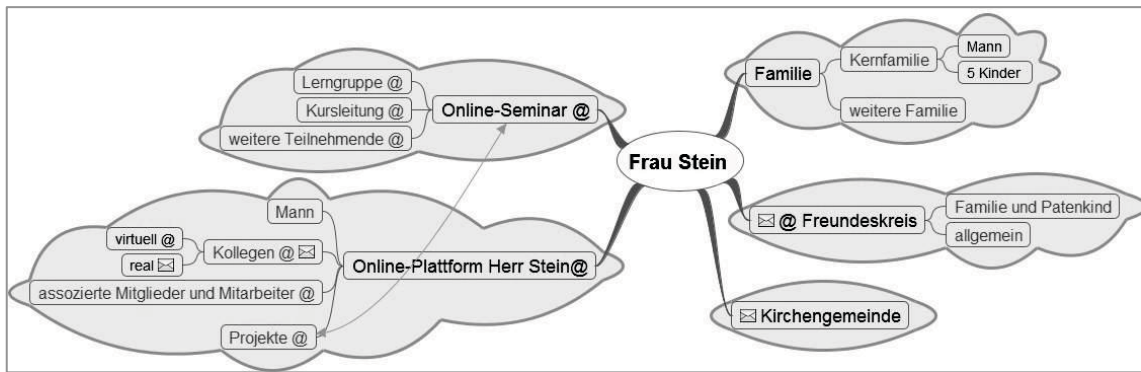 Frau Stein
Online-Seminar @
Lerngruppe @
Kursleitung @
weitere Teilnehmende @
Online-Plattform Herr Stein@
Mann
Kollegen @ ✉
virtuell @
real ✉
assozierte Mitglieder und Mitarbeiter @
Projekte @
Familie
Kernfamilie
Mann
5 Kinder
weitere Familie
✉ @ Freundeskreis
Familie und Patenkind
allgemein
✉ Kirchengemeinde